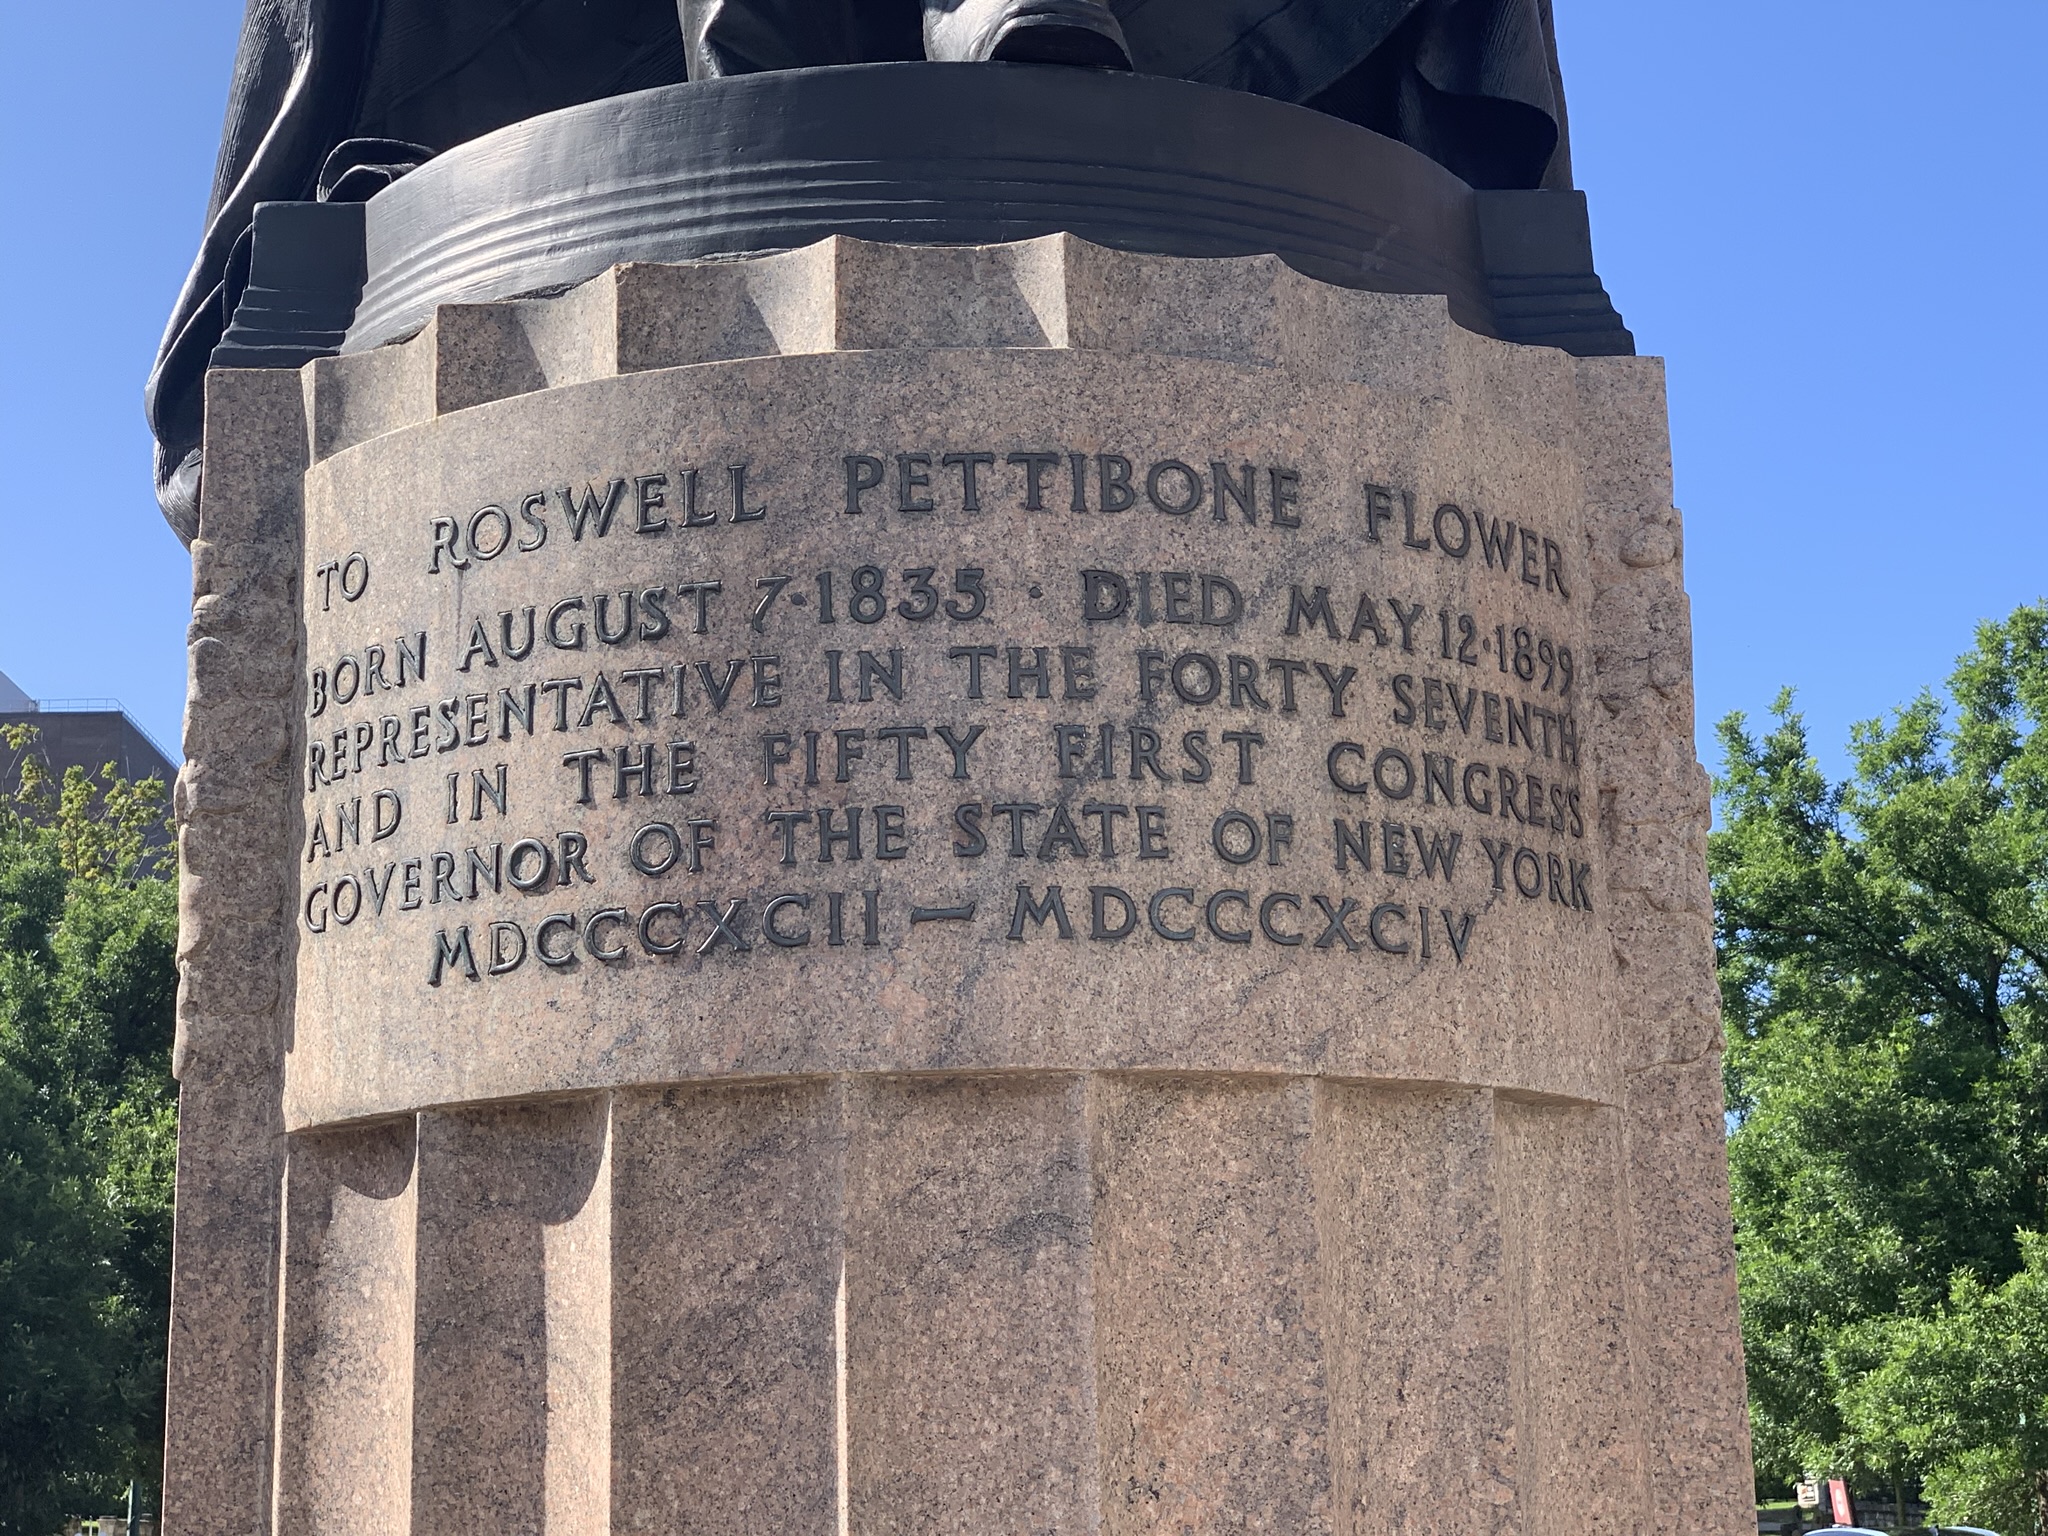 TO ROSWELL PETTIBONE FLOWER
BORN AUGUST 7·1835 · DIED MAY 12·1899
REPRESENTATIVE IN THE FORTY SEVENTH
AND IN THE FIFTY FIRST CONGRESS
GOVERNOR OF THE STATE OF NEW YORK
MDCCCXCII — MDCCCXCIV